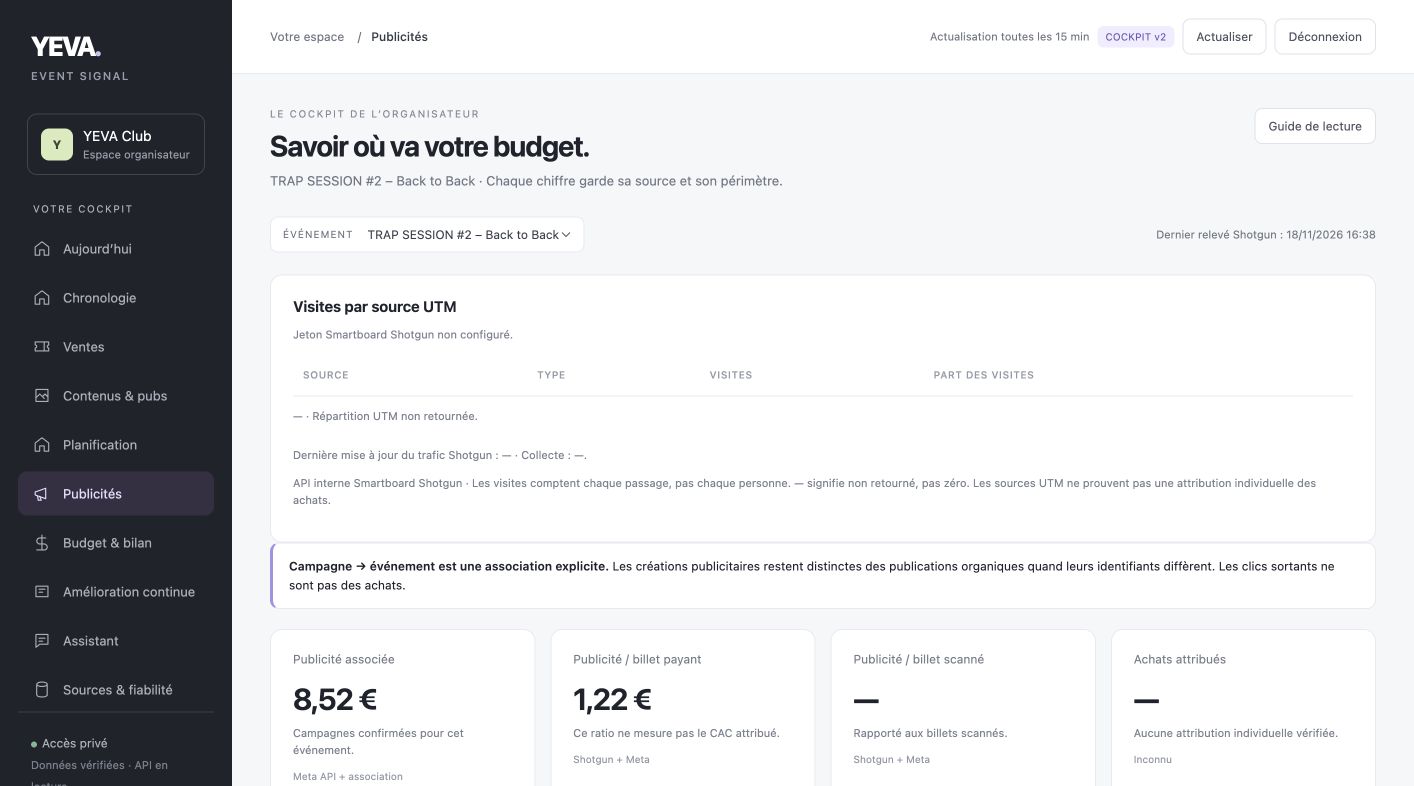 YEVA.
EVENT SIGNAL
Y
YEVA Club
Espace organisateur
VOTRE COCKPIT
Aujourd’hui
Chronologie
Ventes
Contenus & pubs
Planification
Publicités
Budget & bilan
Amélioration continue
Assistant
Sources & fiabilité
Accès privé
Données vérifiées · API en
lecture
Votre espace / Publicités
Actualisation toutes les 15 min COCKPIT v2 Actualiser Déconnexion
LE COCKPIT DE L’ORGANISATEUR
Savoir où va votre budget.
TRAP SESSION #2 – Back to Back · Chaque chiffre garde sa source et son périmètre.
Guide de lecture
ÉVÉNEMENT TRAP SESSION #2 – Back to Back
Dernier relevé Shotgun : 18/11/2026 16:38
Visites par source UTM
Jeton Smartboard Shotgun non configuré.
SOURCE TYPE VISITES PART DES VISITES
— · Répartition UTM non retournée.
Dernière mise à jour du trafic Shotgun : — · Collecte : —.
API interne Smartboard Shotgun · Les visites comptent chaque passage, pas chaque personne. — signifie non retourné, pas zéro. Les sources UTM ne prouvent pas une attribution individuelle des
achats.
Campagne → événement est une association explicite. Les créations publicitaires restent distinctes des publications organiques quand leurs identifiants diffèrent. Les clics sortants ne
sont pas des achats.
Publicité associée
8,52 €
Campagnes confirmées pour cet
événement.
Meta API + association
Publicité / billet payant
1,22 €
Ce ratio ne mesure pas le CAC attribué.
Shotgun + Meta
Publicité / billet scanné
—
Rapporté aux billets scannés.
Shotgun + Meta
Achats attribués
—
Aucune attribution individuelle vérifiée.
Inconnu